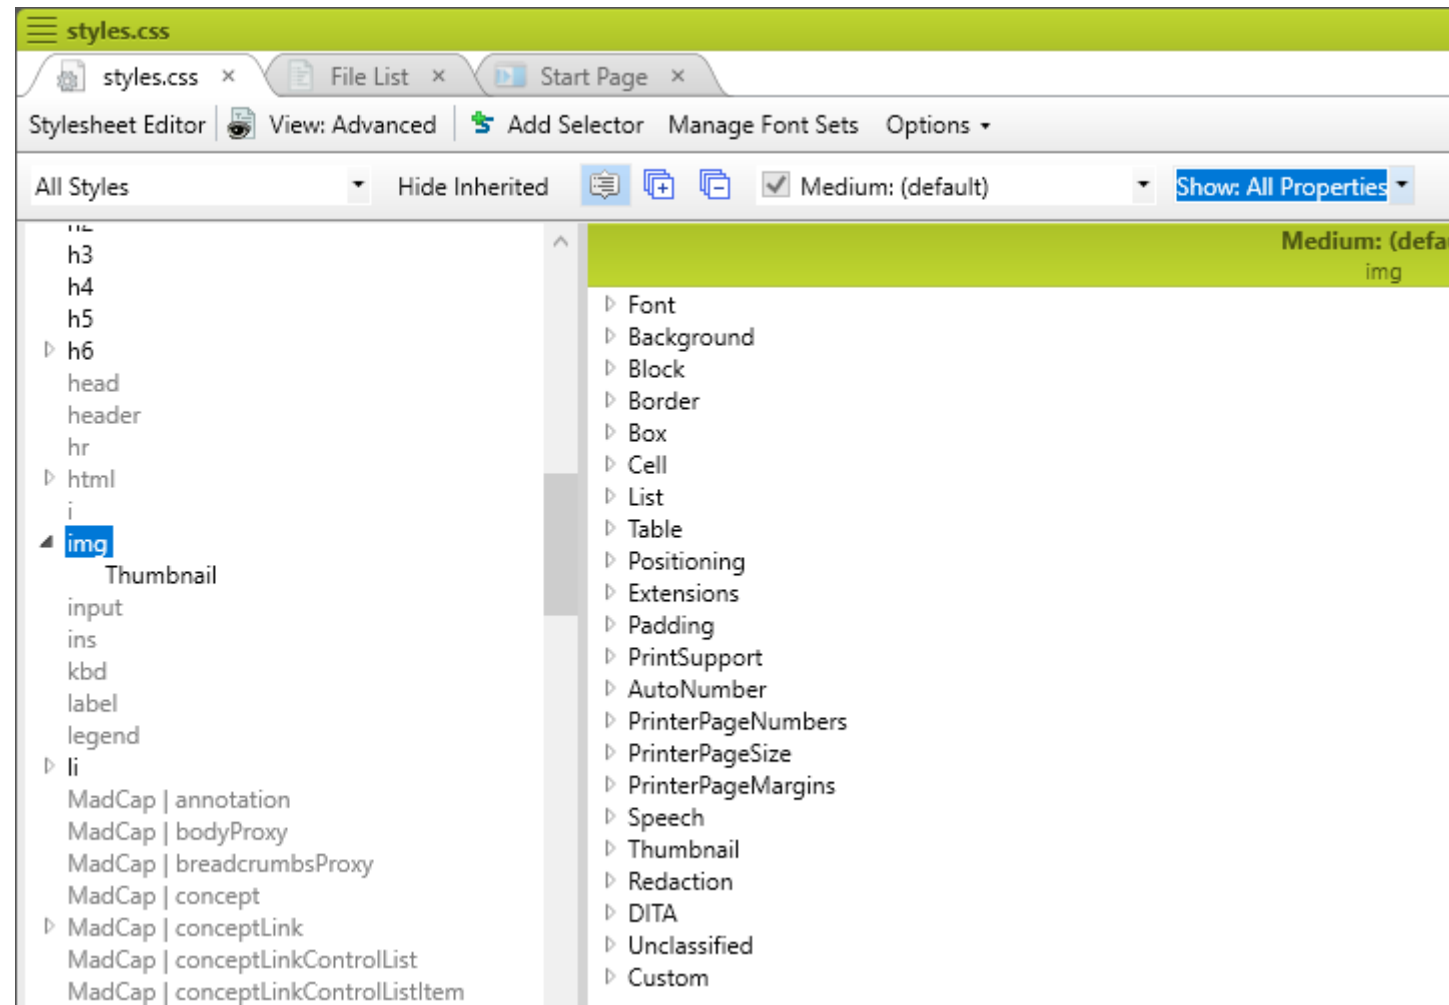 styles.css
styles.css × File List × Start Page ×
Stylesheet Editor View: Advanced Add Selector Manage Font Sets Options
All Styles Hide Inherited Medium: (default) Show: All Properties
h3
h4
h5
h6
head
header
hr
html
i
img
Thumbnail
input
ins
kbd
label
legend
li
MadCap | annotation
MadCap | bodyProxy
MadCap | breadcrumbsProxy
MadCap | concept
MadCap | conceptLink
MadCap | conceptLinkControlList
MadCap | conceptLinkControlListItem
Medium: (defa
img
Font
Background
Block
Border
Box
Cell
List
Table
Positioning
Extensions
Padding
PrintSupport
AutoNumber
PrinterPageNumbers
PrinterPageSize
PrinterPageMargins
Speech
Thumbnail
Redaction
DITA
Unclassified
Custom